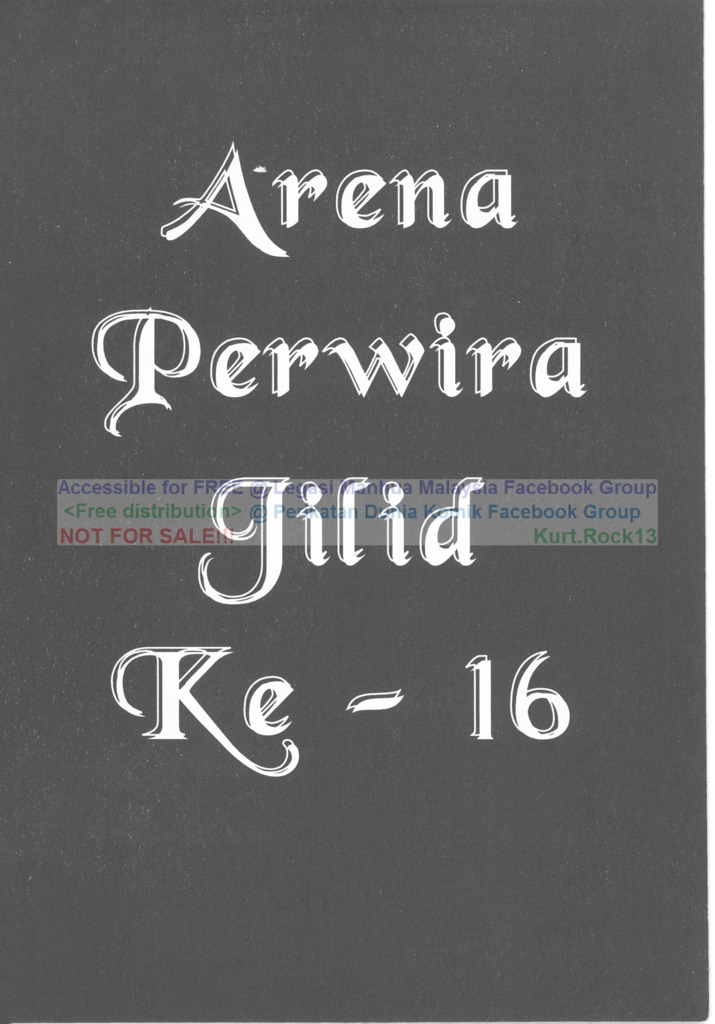 Arena
Perwira
Accessible for FREE @ Legasi Manhua Malaysia Facebook Group
<Free distribution> @ Perikatan Dunia Komik Facebook Group
NOT FOR SALE!!! Kurt.Rock13
Jilid
Ke - 16